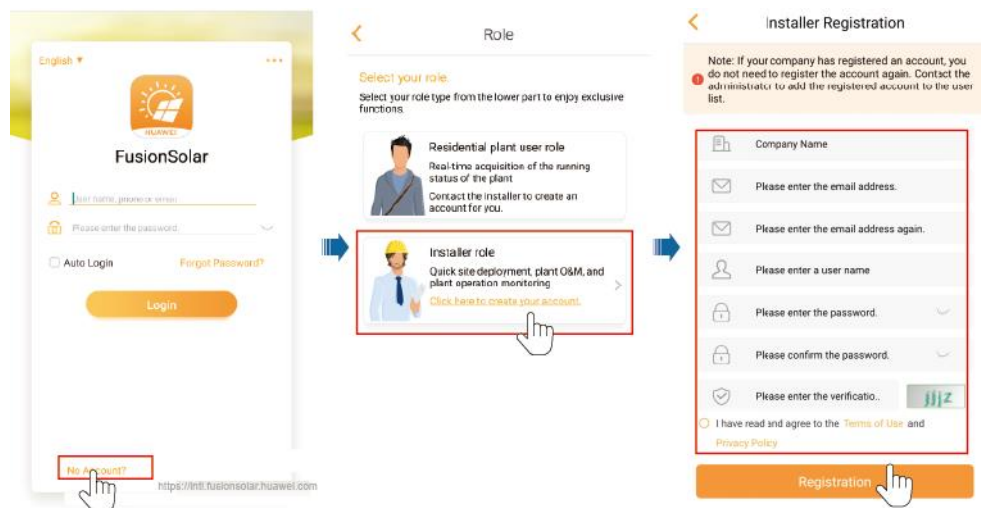 English ▼
HUAWEI
FusionSolar
User name, phone or email
Please enter the password.
Auto Login
Forgot Password?
Login
No Account?
https://intl.fusionsolar.huawei.com
Role
Select your role.
Select your role type from the lower part to enjoy exclusive
functions.
Residential plant user role
Real-time acquisition of the running
status of the plant
Contact the installer to create an
account for you.
Installer role
Quick site deployment, plant O&M, and
plant operation monitoring
Click here to create your account.
Installer Registration
Note: If your company has registered an account, you
do not need to register the account again. Contact the
administrator to add the registered account to the user
list.
Company Name
Please enter the email address.
Please enter the email address again.
Please enter a user name
Please enter the password.
Please confirm the password.
Please enter the verificatio..
jjjz
I have read and agree to the Terms of Use and
Privacy Policy
Registration